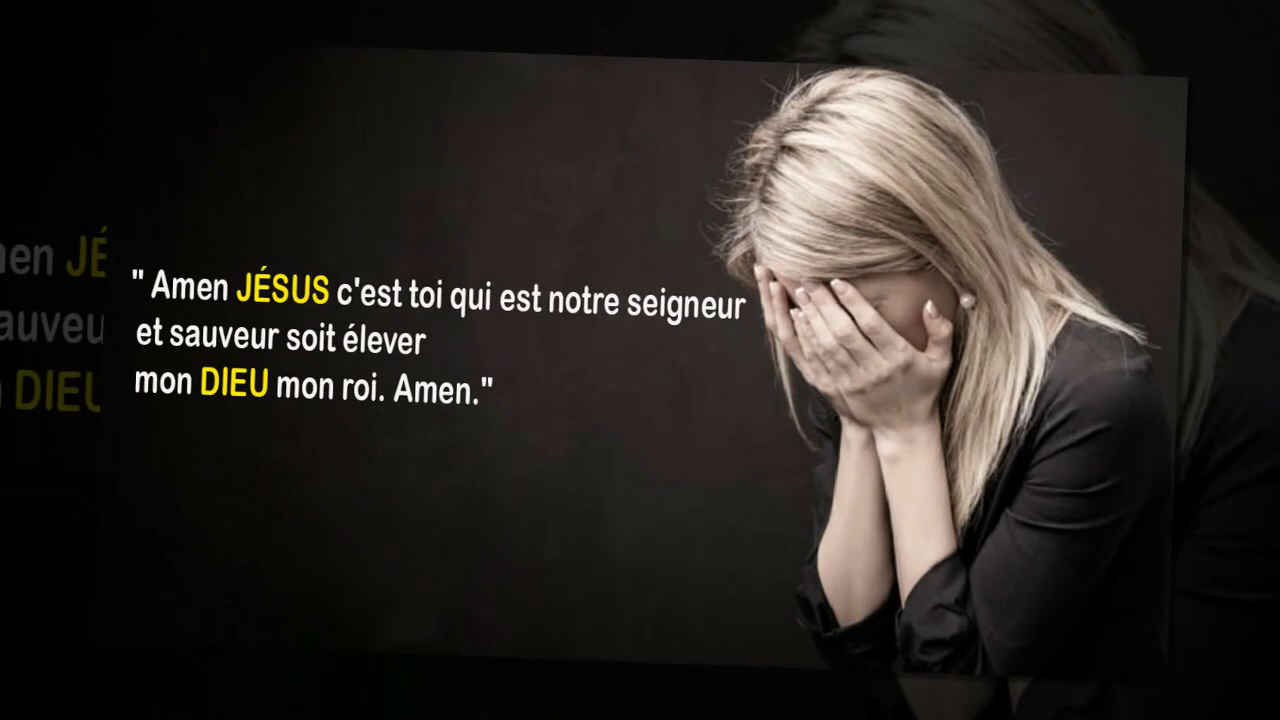 " Amen JÉSUS c'est toi qui est notre seigneur
et sauveur soit élever
mon DIEU mon roi. Amen."